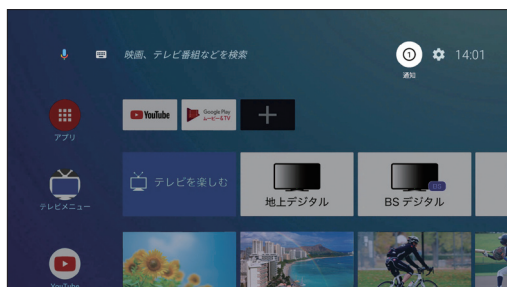 映画、テレビ番組などを検索
1
14:01
通知
アプリ
YouTube
Google Play
ムービー&TV
テレビメニュー
テレビを楽しむ
地上デジタル
BS
BS デジタル
YouTube